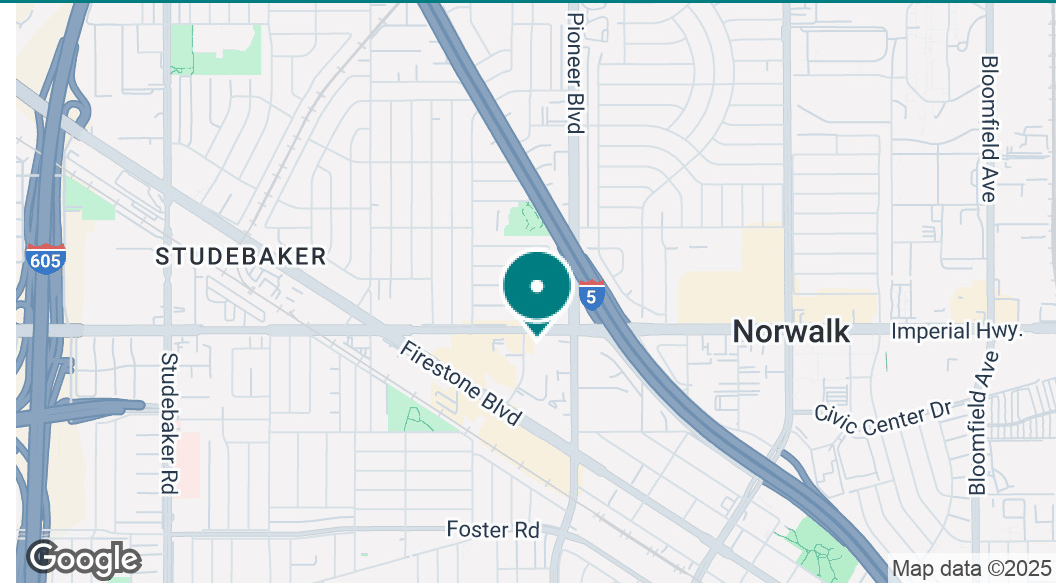 Pioneer Blvd
Bloomfield Ave
STUDEBAKER
605
5
Norwalk
Imperial Hwy.
Firestone Blvd
Studebaker Rd
Civic Center Dr
Bloomfield Ave
Foster Rd
Google
Map data ©2025